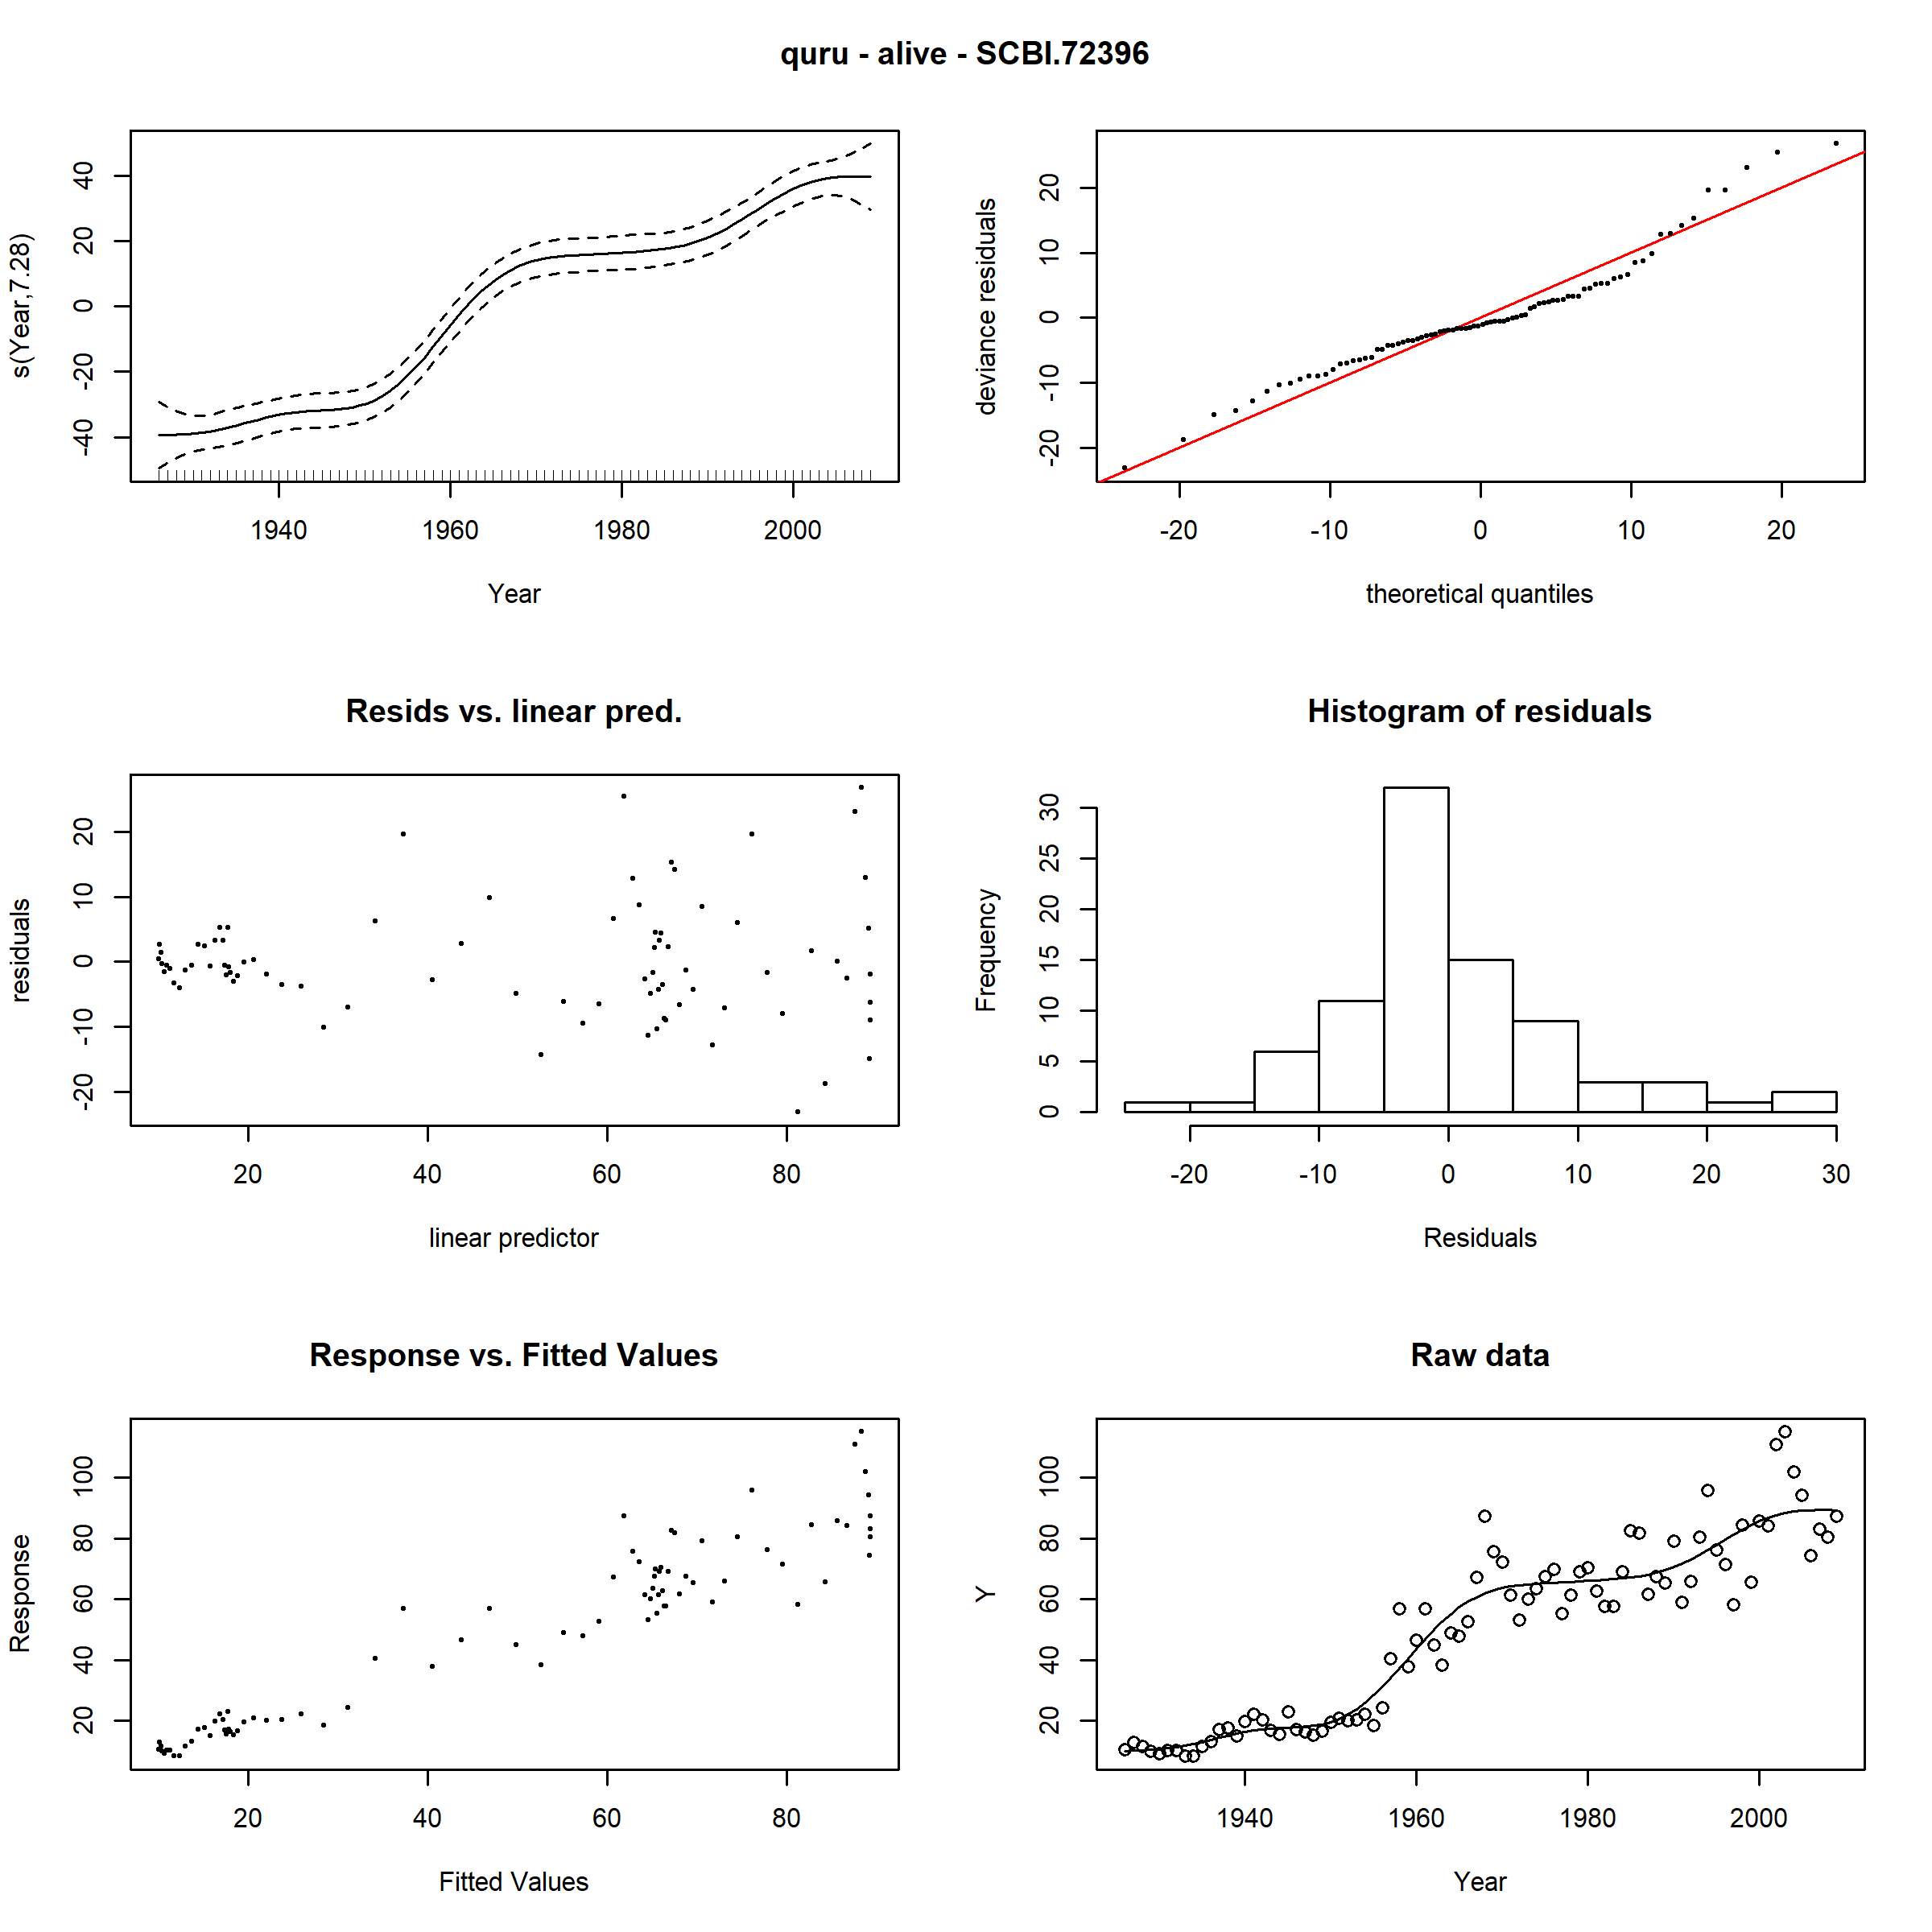 quru - alive - SCBI.72396
s(Year,7.28)
40
20
0
-20
-40
1940 1960 1980 2000
Year
deviance residuals
20
10
0
-10
-20
-20 -10 0 10 20
theoretical quantiles
Resids vs. linear pred.
residuals
20
10
0
-10
-20
20 40 60 80
linear predictor
Histogram of residuals
Frequency
30
25
20
15
10
5
0
-20 -10 0 10 20 30
Residuals
Response vs. Fitted Values
Response
100
80
60
40
20
20 40 60 80
Fitted Values
Raw data
Y
100
80
60
40
20
1940 1960 1980 2000
Year